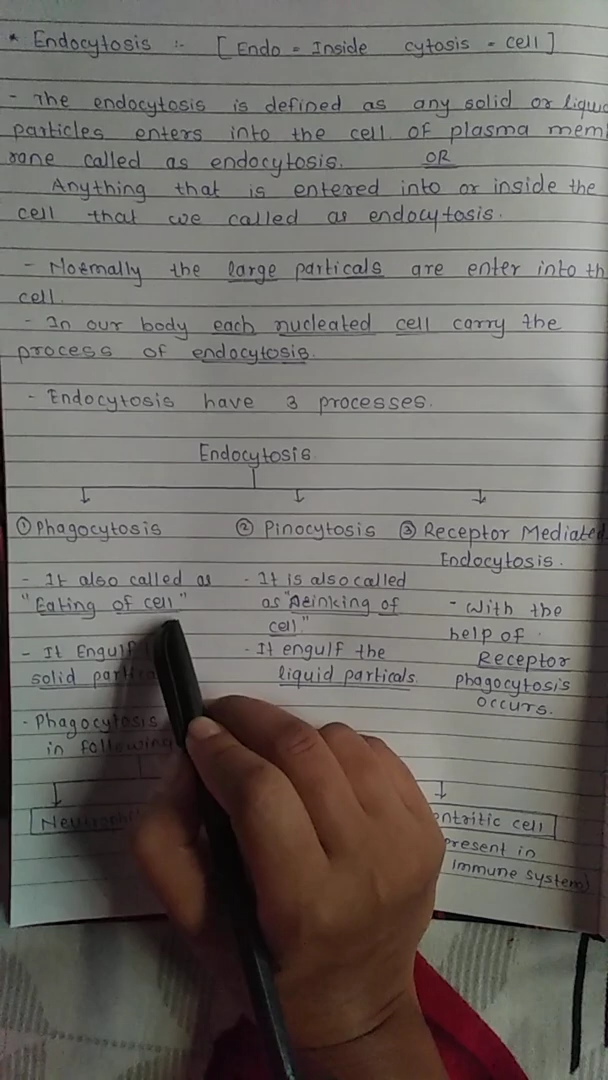 * Endocytosis :- [Endo = Inside cytosis = cell]
- The endocytosis is defined as any solid or
particles enters into the cell of plasma mem
rane called as endocytosis. OR
Anything that is entered into or inside the
cell that we called as endocytosis.
- Normally the large particals are enter into
cell.
- In our body each nucleated cell carry the
process of endocytosis.
- Endocytosis have 3 processes.
Endocytosis
① Phagocytosis
- It also called as
"Eating of cell"
- It Engulf
solid
- Phagocytosis
in following
② Pinocytosis
- It is also called
as "Drinking of
cell"
- It engulf the
liquid particals.
③ Receptor Mediated
Endocytosis.
- With the
help of
Receptor
phagocytosis
occurs.
ntritic cell
present in
Immune system)